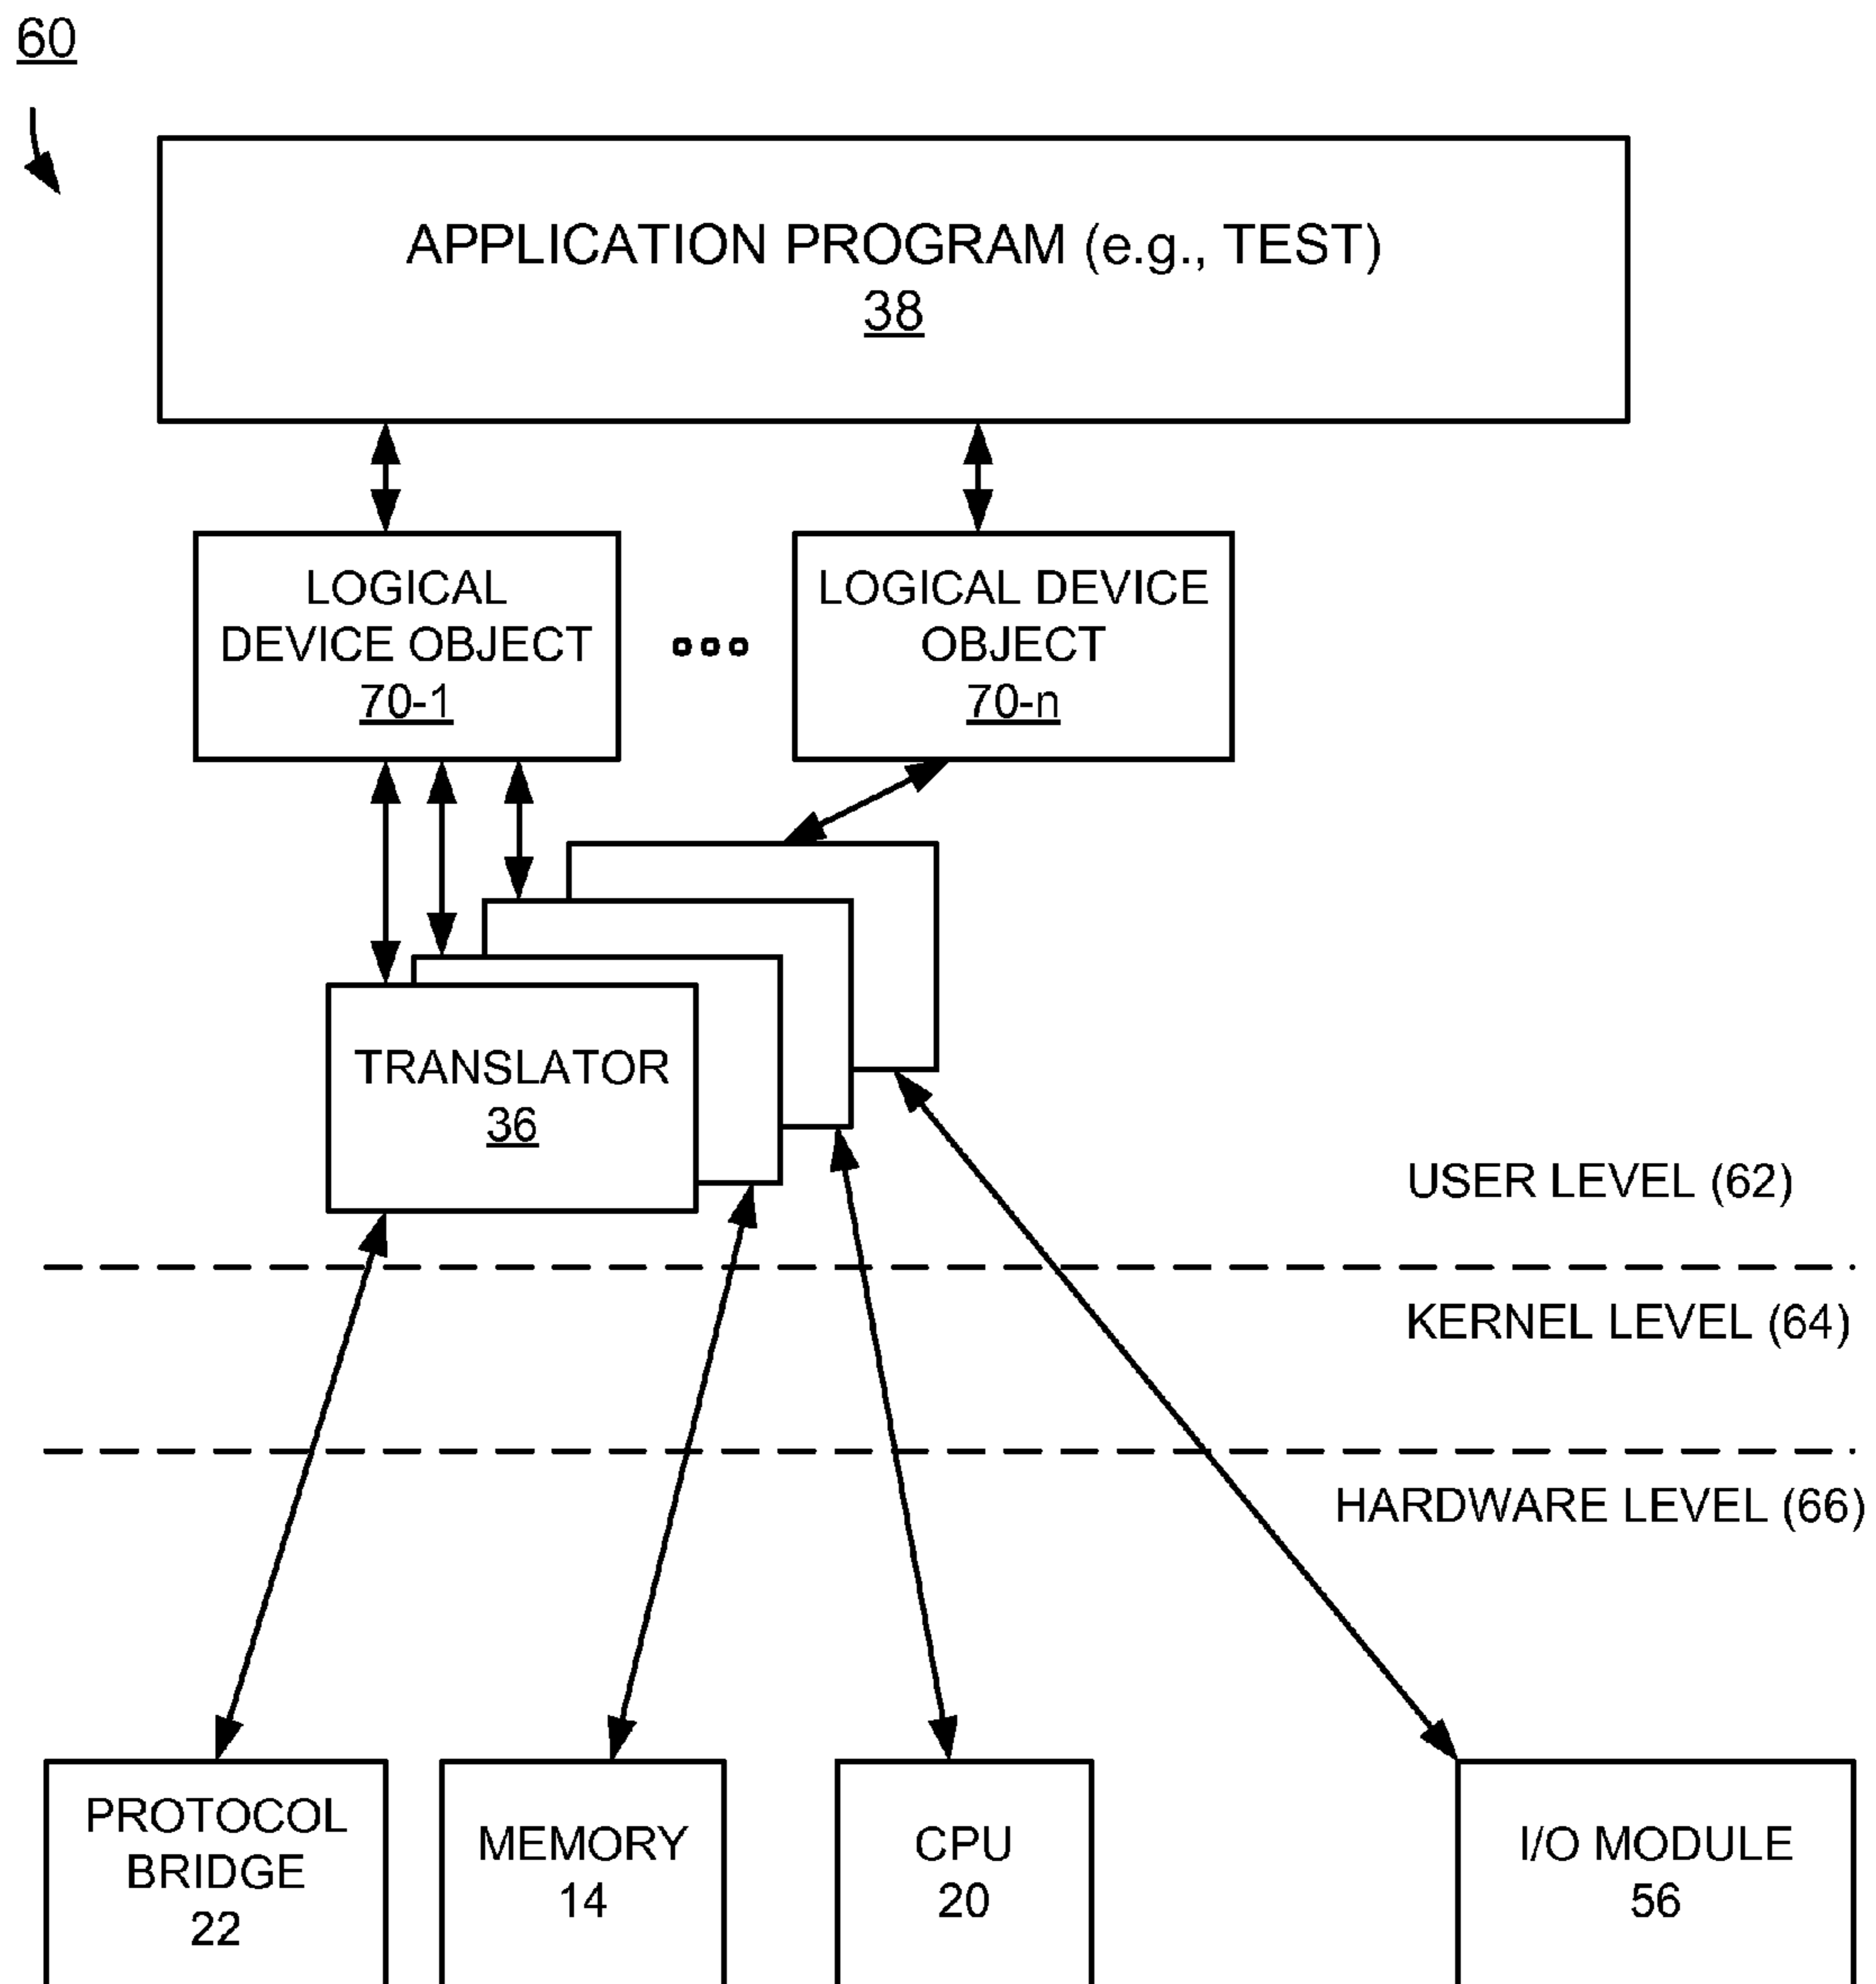 60
APPLICATION PROGRAM (e.g., TEST)
38
LOGICAL
DEVICE OBJECT
70-1
LOGICAL DEVICE
OBJECT
70-n
TRANSLATOR
36
USER LEVEL (62)
KERNEL LEVEL (64)
HARDWARE LEVEL (66)
PROTOCOL
BRIDGE
22
MEMORY
14
CPU
20
I/O MODULE
56